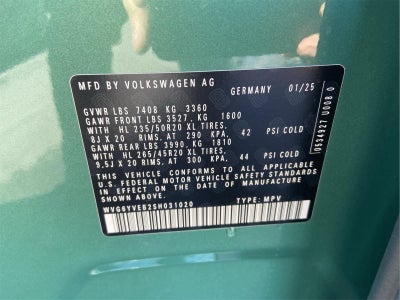 MFD BY VOLKSWAGEN AG
GERMANY 01/25
GVWR LBS 7408 KG 3360
GAWR FRONT LBS 3527, KG 1600
WITH HL 235/50R20 XL TIRES,
8J X 20 RIMS, AT 290 KPA, 42 PSI COLD
GAWR REAR LBS 3990, KG 1810
WITH HL 265/45R20 XL TIRES,
9.5J X 20 RIMS, AT 300 KPA, 44 PSI COLD
THIS VEHICLE CONFORMS TO ALL APPLICABLE
U.S. FEDERAL MOTOR VEHICLE SAFETY STANDARDS
IN EFFECT ON THE DATE OF MANUFACTURE
SHOWN ABOVE.
WVG6YVEB2SH031020 TYPE: MPV
0534927 U008 0